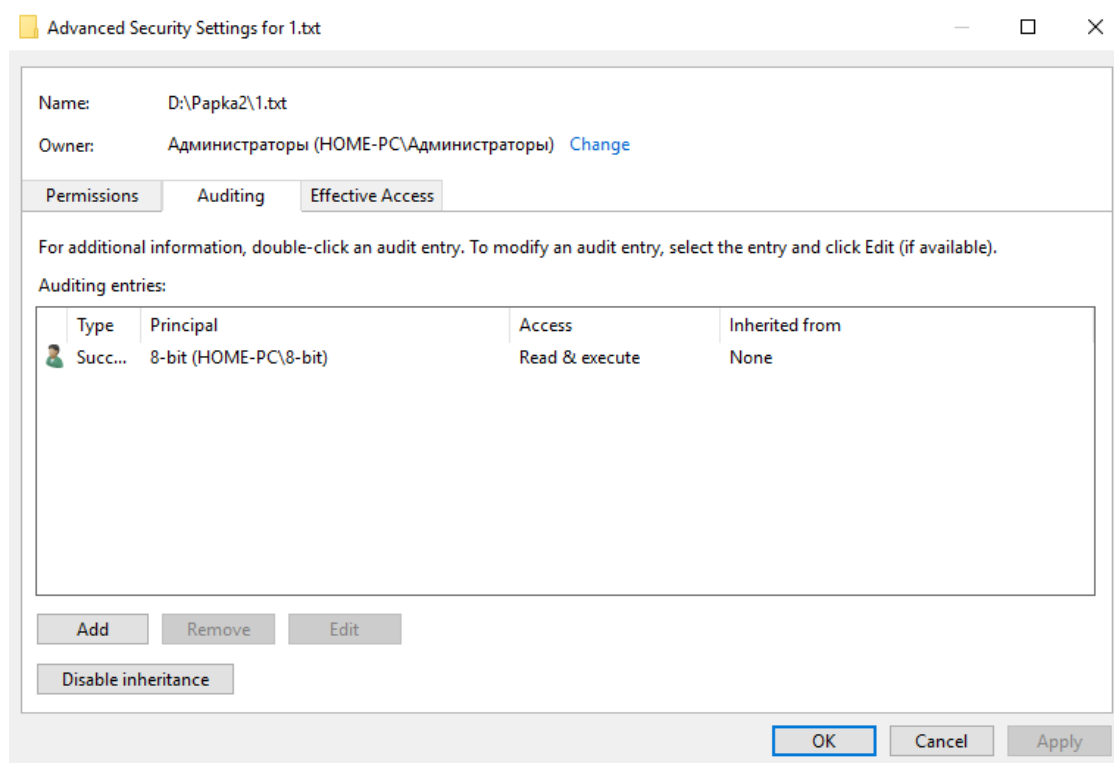 Advanced Security Settings for 1.txt
Name: D:\Papka2\1.txt
Owner: Администраторы (HOME-PC\Администраторы) Change
Permissions Auditing Effective Access
For additional information, double-click an audit entry. To modify an audit entry, select the entry and click Edit (if available).
Auditing entries:
Type Principal Access Inherited from
Succ... 8-bit (HOME-PC\8-bit) Read & execute None
Add Remove Edit
Disable inheritance
OK Cancel Apply